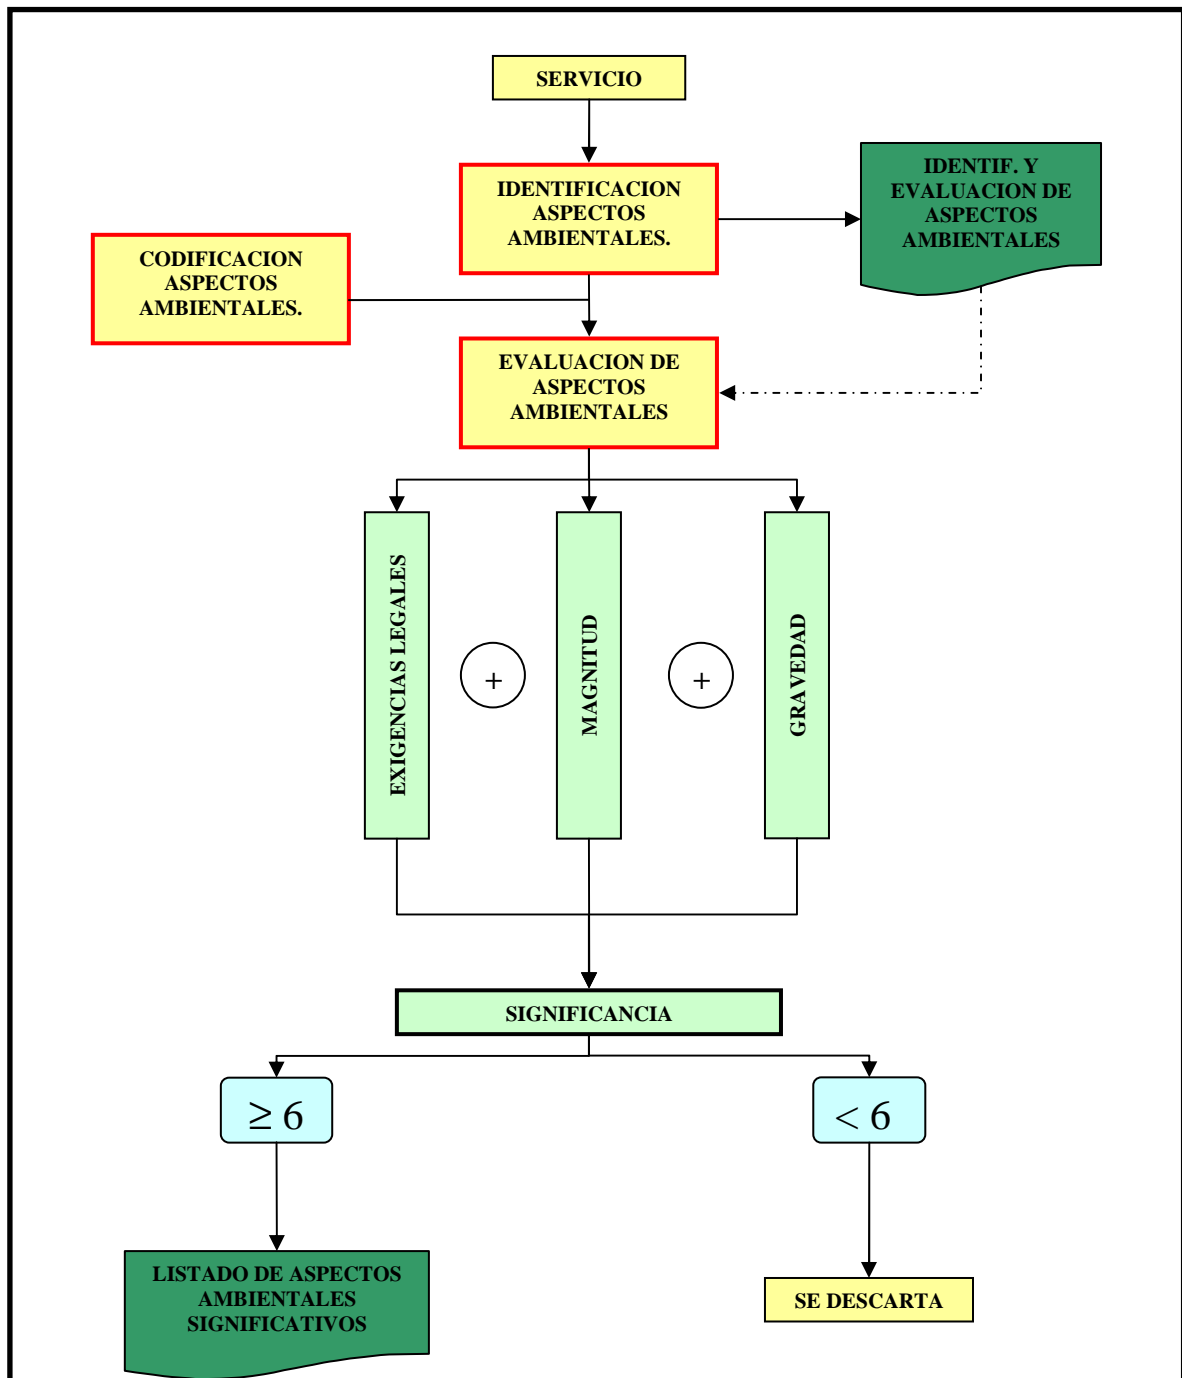 SERVICIO
IDENTIFICACION
ASPECTOS
AMBIENTALES.
IDENTIF. Y
EVALUACION DE
ASPECTOS
AMBIENTALES
CODIFICACION
ASPECTOS
AMBIENTALES.
EVALUACION DE
ASPECTOS
AMBIENTALES
EXIGENCIAS LEGALES
+
MAGNITUD
+
GRAVEDAD
SIGNIFICANCIA
≥ 6
< 6
LISTADO DE ASPECTOS
AMBIENTALES
SIGNIFICATIVOS
SE DESCARTA